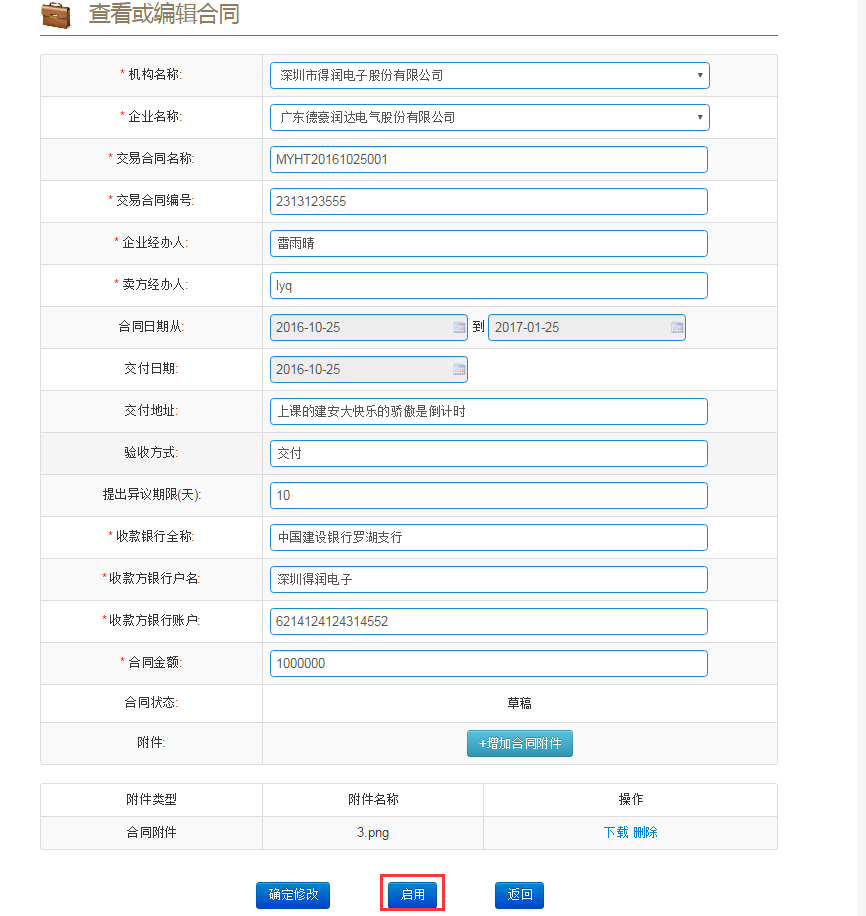 查看或编辑合同
* 机构名称: 深圳市得润电子股份有限公司
* 企业名称: 广东德豪润达电气股份有限公司
* 交易合同名称: MYHT20161025001
* 交易合同编号: 2313123555
* 企业经办人: 雷雨晴
* 卖方经办人: lyq
合同日期从: 2016-10-25 到 2017-01-25
交付日期: 2016-10-25
交付地址: 上课的建安大快乐的骄傲是倒计时
验收方式: 交付
提出异议期限(天): 10
* 收款银行全称: 中国建设银行罗湖支行
* 收款方银行户名: 深圳得润电子
* 收款方银行账户: 6214124124314552
* 合同金额: 1000000
合同状态: 草稿
附件: +增加合同附件
附件类型 附件名称 操作
合同附件 3.png 下载 删除
确定修改 启用 返回